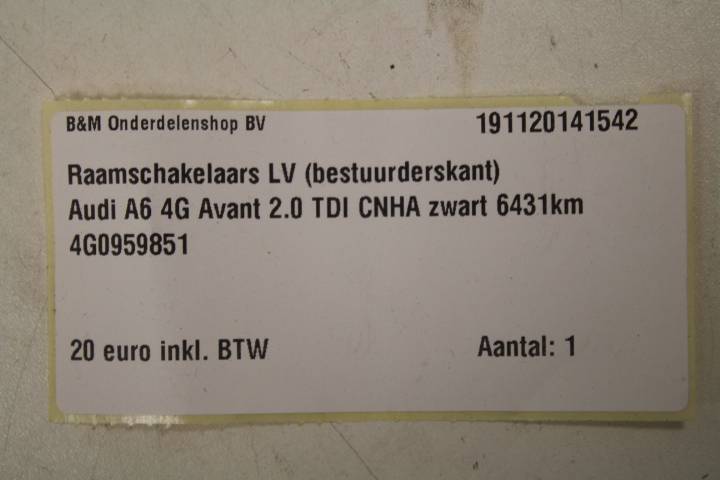 B&M Onderdelenshop BV 191120141542
Raamschakelaars LV (bestuurderskant)
Audi A6 4G Avant 2.0 TDI CNHA zwart 6431km
4G0959851
20 euro inkl. BTW Aantal: 1